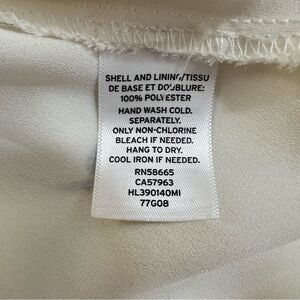 SHELL AND LINING/TISSU
DE BASE ET DOUBLURE:
100% POLYESTER
HAND WASH COLD.
SEPARATELY.
ONLY NON-CHLORINE
BLEACH IF NEEDED.
HANG TO DRY.
COOL IRON IF NEEDED.
RN58665
CA57963
HL390140MI
77G08